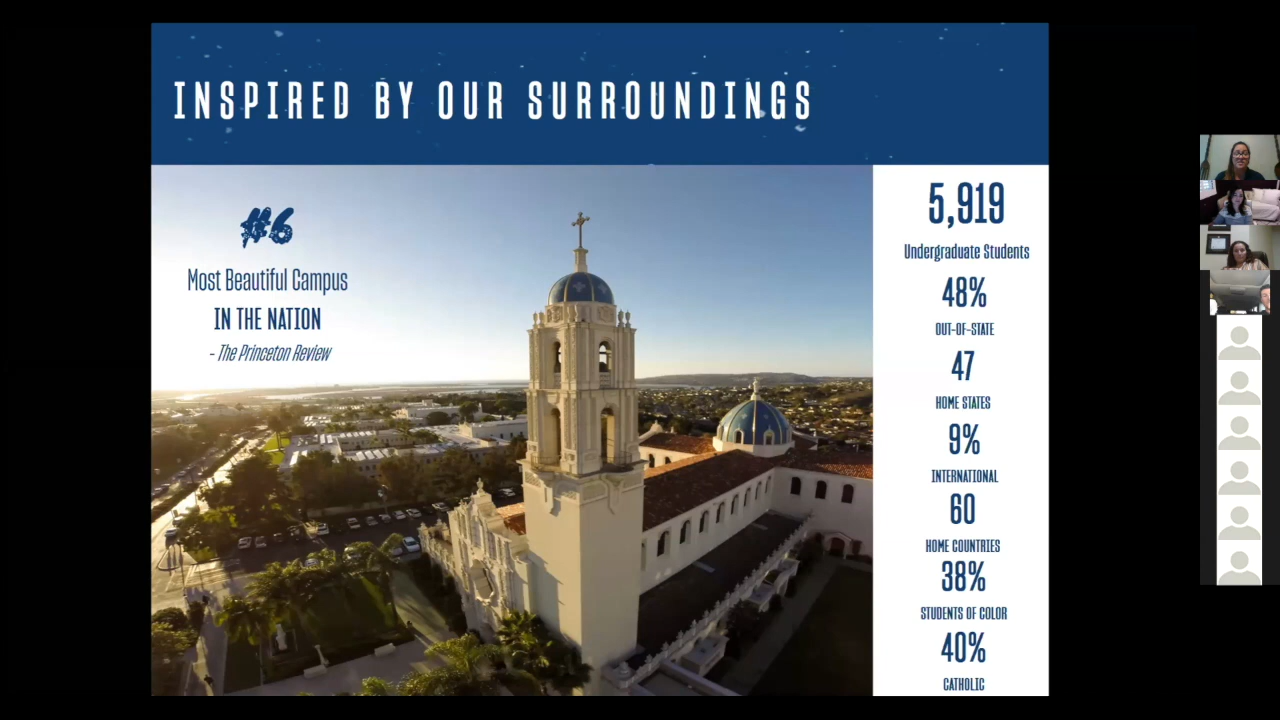 INSPIRED BY OUR SURROUNDINGS
#6
Most Beautiful Campus
IN THE NATION
- The Princeton Review
5,919
Undergraduate Students
48%
OUT-OF-STATE
47
HOME STATES
9%
INTERNATIONAL
60
HOME COUNTRIES
38%
STUDENTS OF COLOR
40%
CATHOLIC